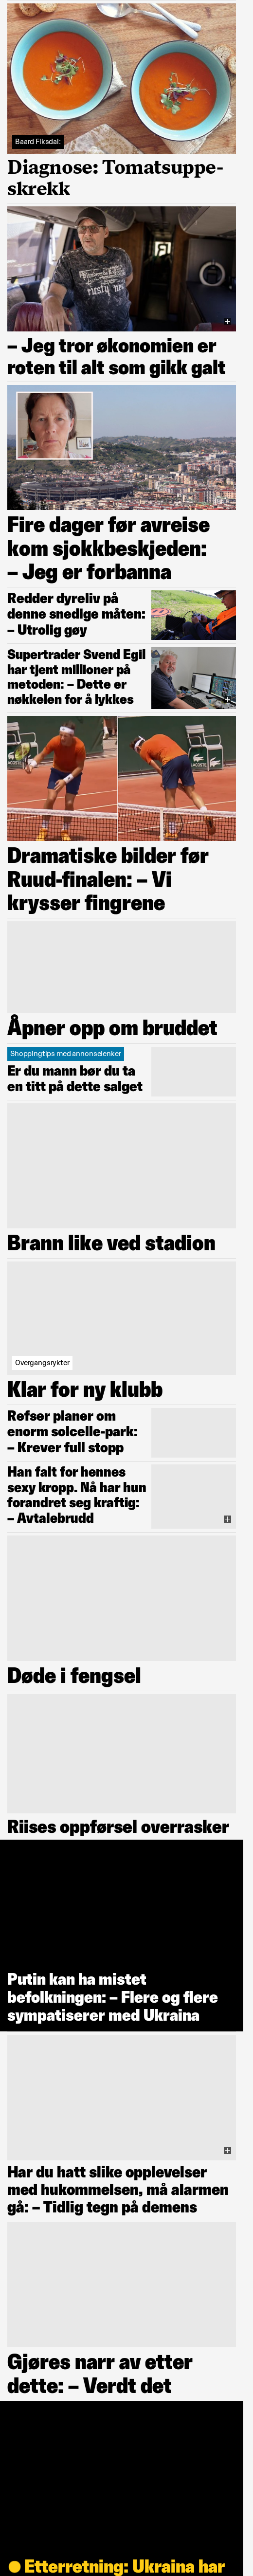 Baard Fiksdal:
Diagnose: Tomatsuppe-
skrekk
– Jeg tror økonomien er
roten til alt som gikk galt
Fire dager før avreise
kom sjokkbeskjeden:
– Jeg er forbanna
Redder dyreliv på
denne snedige måten:
– Utrolig gøy
Supertrader Svend Egil
har tjent millioner på
metoden: – Dette er
nøkkelen for å lykkes
LACOSTE
Dramatiske bilder før
Ruud-finalen: – Vi
krysser fingrene
Åpner opp om bruddet
Shoppingtips med annonselenker
Er du mann bør du ta
en titt på dette salget
Brann like ved stadion
Overgangsrykter
Klar for ny klubb
Refser planer om
enorm solcelle-park:
– Krever full stopp
Han falt for hennes
sexy kropp. Nå har hun
forandret seg kraftig:
– Avtalebrudd
Døde i fengsel
Riises oppførsel overrasker
Putin kan ha mistet
befolkningen: – Flere og flere
sympatiserer med Ukraina
Har du hatt slike opplevelser
med hukommelsen, må alarmen
gå: – Tidlig tegn på demens
Gjøres narr av etter
dette: – Verdt det
Etterretning: Ukraina har